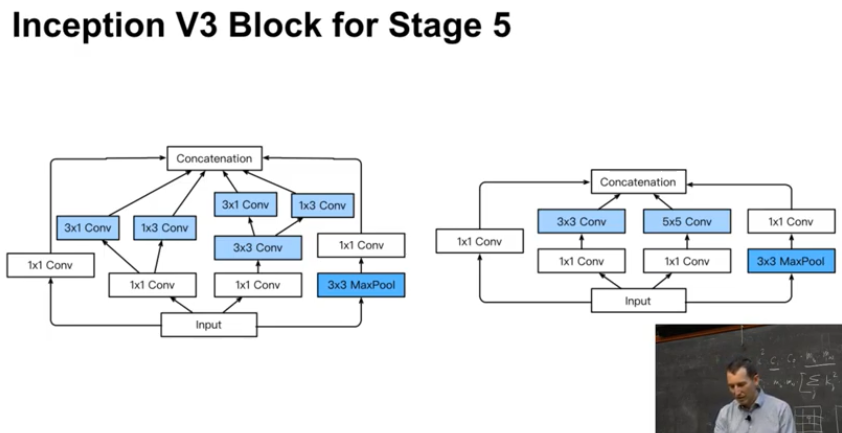 Inception V3 Block for Stage 5
Concatenation
3x1 Conv
1x3 Conv
3x1 Conv
1x3 Conv
3x3 Conv
1x1 Conv
1x1 Conv
1x1 Conv
1x1 Conv
3x3 MaxPool
Input
Concatenation
3x3 Conv
5x5 Conv
1x1 Conv
1x1 Conv
1x1 Conv
1x1 Conv
3x3 MaxPool
Input